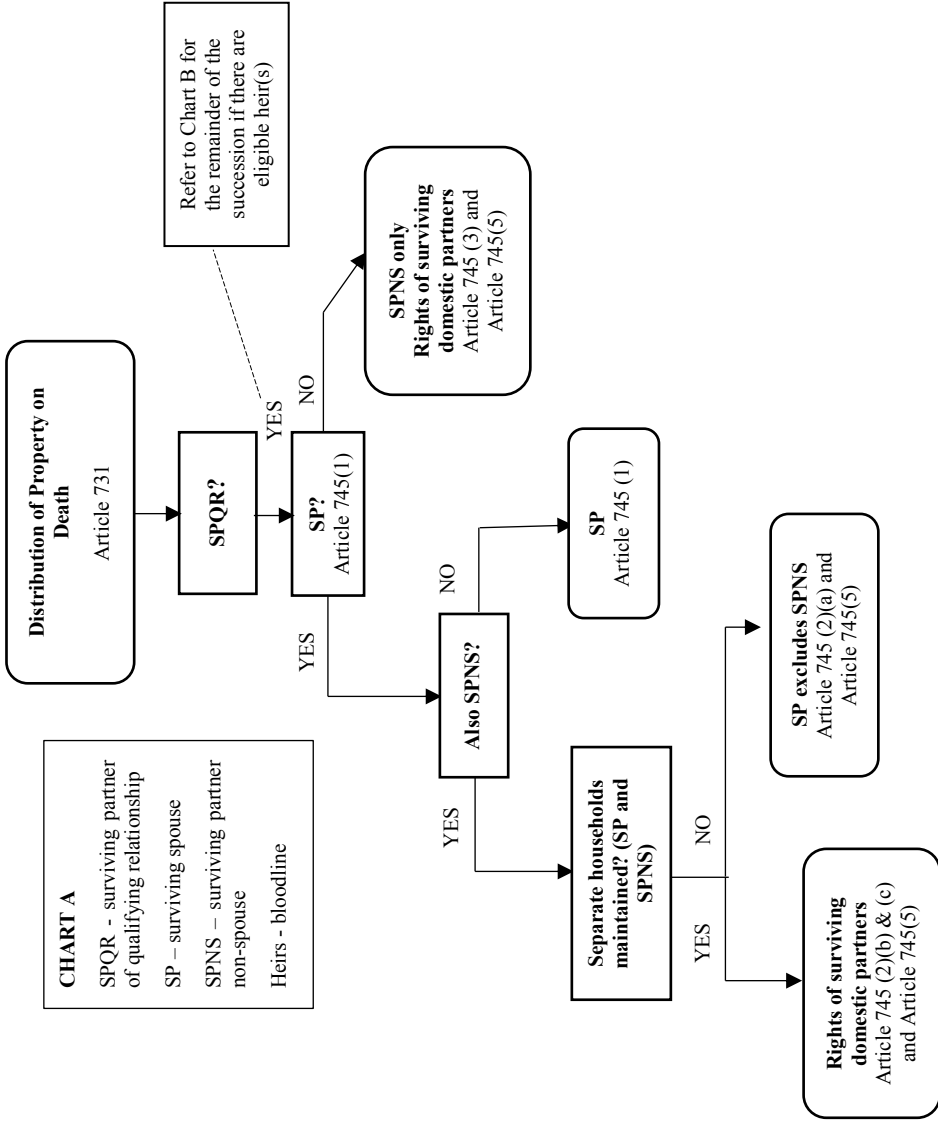 CHART A
SPQR - surviving partner
of qualifying relationship
SP – surviving spouse
SPNS – surviving partner
non-spouse
Heirs - bloodline
Distribution of Property on
Death
Article 731
SPQR?
YES
Refer to Chart B for
the remainder of the
succession if there are
eligible heir(s)
SP?
Article 745(1)
YES
NO
SPNS only
Rights of surviving
domestic partners
Article 745 (3) and
Article 745(5)
Also SPNS?
YES
NO
SP
Article 745 (1)
Separate households
maintained? (SP and
SPNS)
YES
NO
Rights of surviving
domestic partners
Article 745 (2)(b) & (c)
and Article 745(5)
SP excludes SPNS
Article 745 (2)(a) and
Article 745(5)